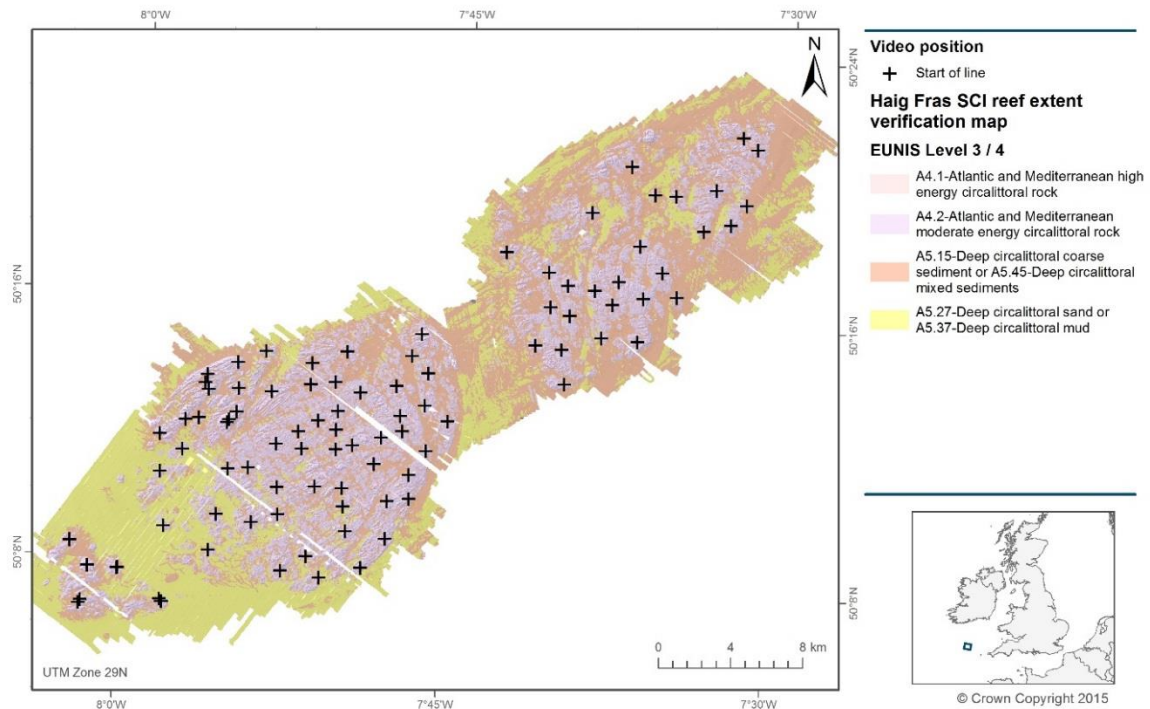 8°0'W 7°45'W 7°30'W
N
50°24'N
50°16'N
50°16'N
50°8'N
50°8'N
0 4 8 km
UTM Zone 29N
8°0'W 7°45'W 7°30'W
Video position
Start of line
Haig Fras SCI reef extent
verification map
EUNIS Level 3 / 4
A4.1-Atlantic and Mediterranean high
energy circalittoral rock
A4.2-Atlantic and Mediterranean
moderate energy circalittoral rock
A5.15-Deep circalittoral coarse
sediment or A5.45-Deep circalittoral
mixed sediments
A5.27-Deep circalittoral sand or
A5.37-Deep circalittoral mud
© Crown Copyright 2015